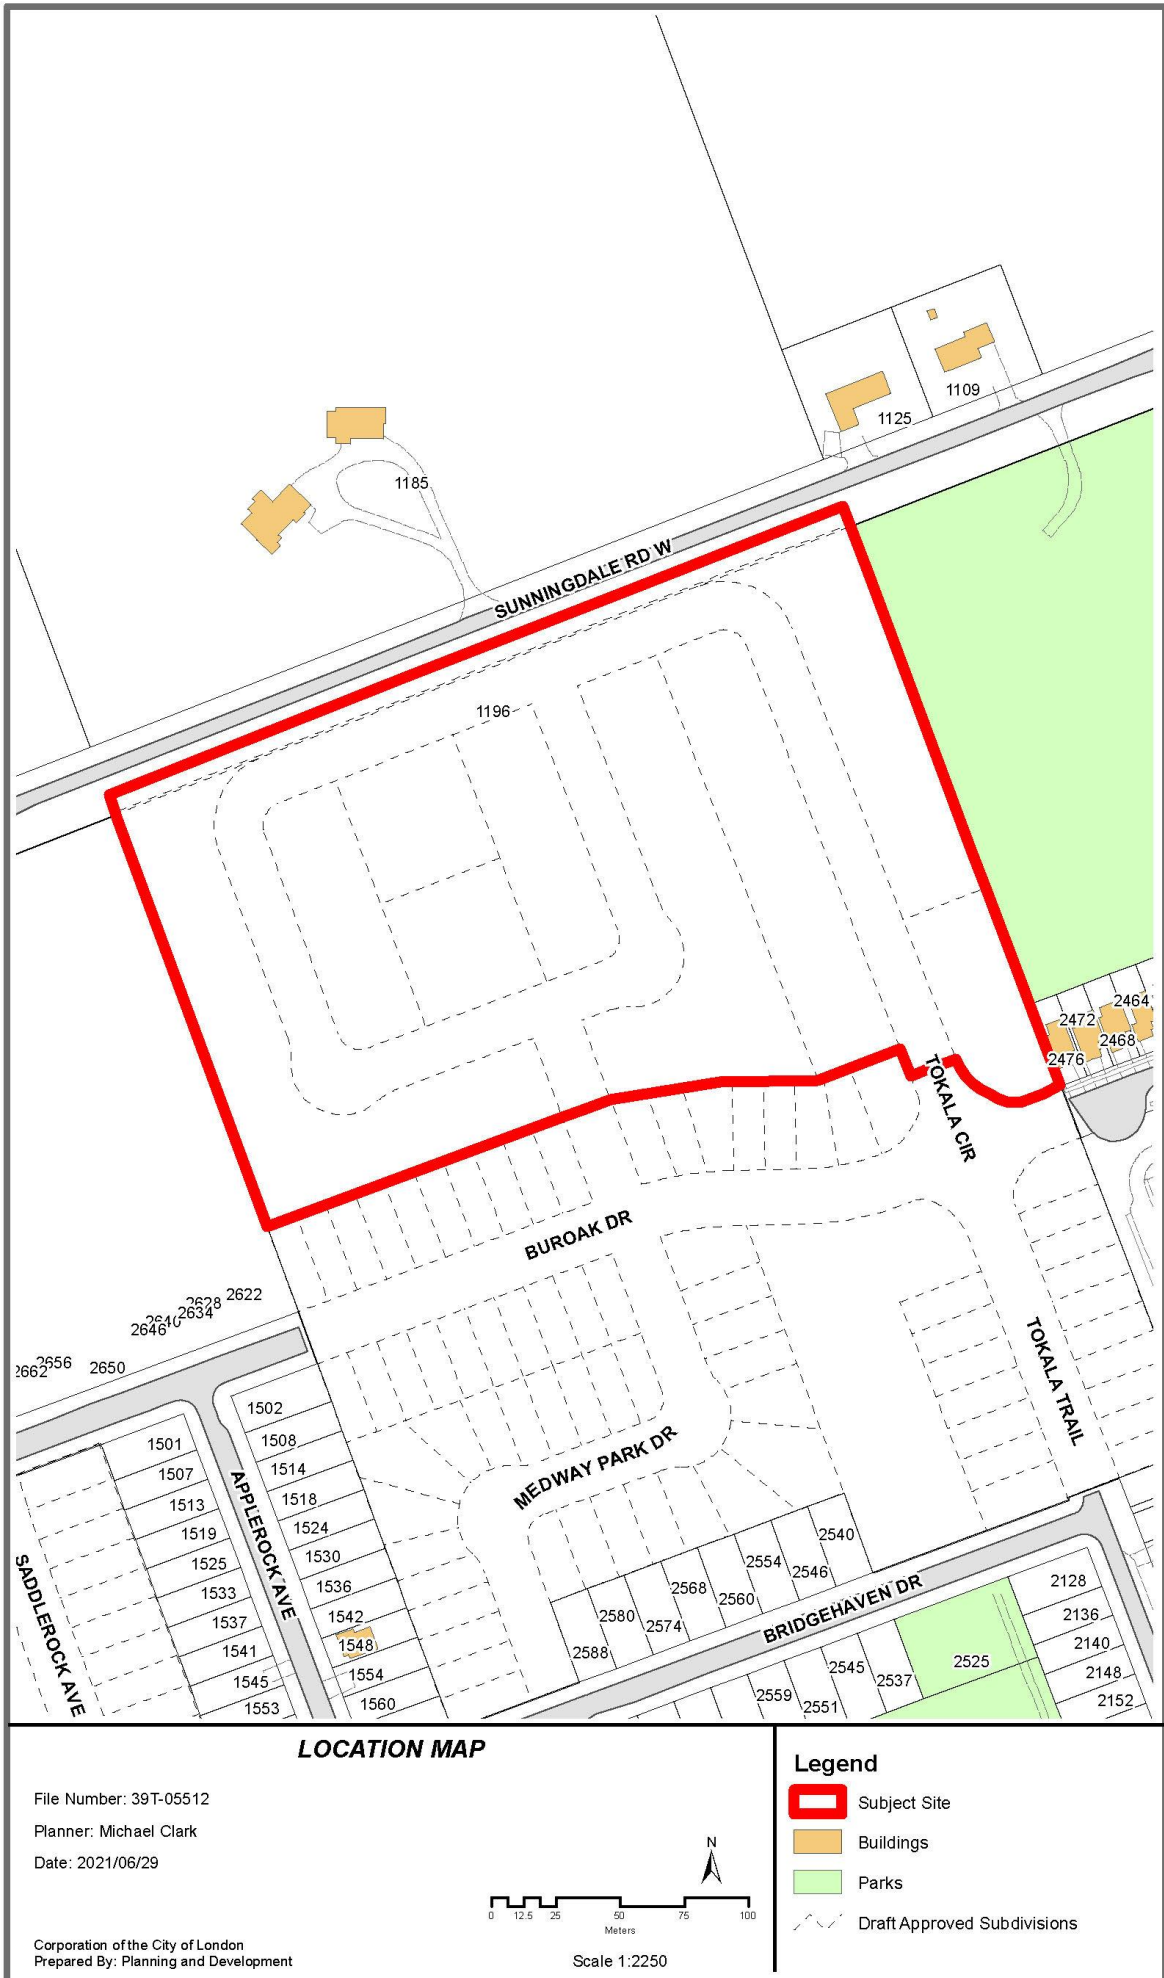 1109
1125
1185
SUNNINGDALE RD W
1196
2464
2472
2468
2476
TOKALA CIR
BUROAK DR
2622
2628
2634
2640
2646
2656
2662
2650
TOKALA TRAIL
1502
1501
1508
1507
1514
MEDWAY PARK DR
1513
1518
1519
1524
2540
1525
1530
2554
2546
1533
1536
2568
2560
APPLEROCK AVE
1537
1542
2580
2574
BRIDGEHAVEN DR
2128
2136
SADDLEROCK AVE
1541
1548
2588
2545
2525
2140
1545
1554
2537
2148
1553
1560
2559
2551
2152
LOCATION MAP
File Number: 39T-05512
Planner: Michael Clark
Date: 2021/06/29
Corporation of the City of London
Prepared By: Planning and Development
N
0 12.5 25 50 75 100
Meters
Scale 1:2250
Legend
Subject Site
Buildings
Parks
Draft Approved Subdivisions